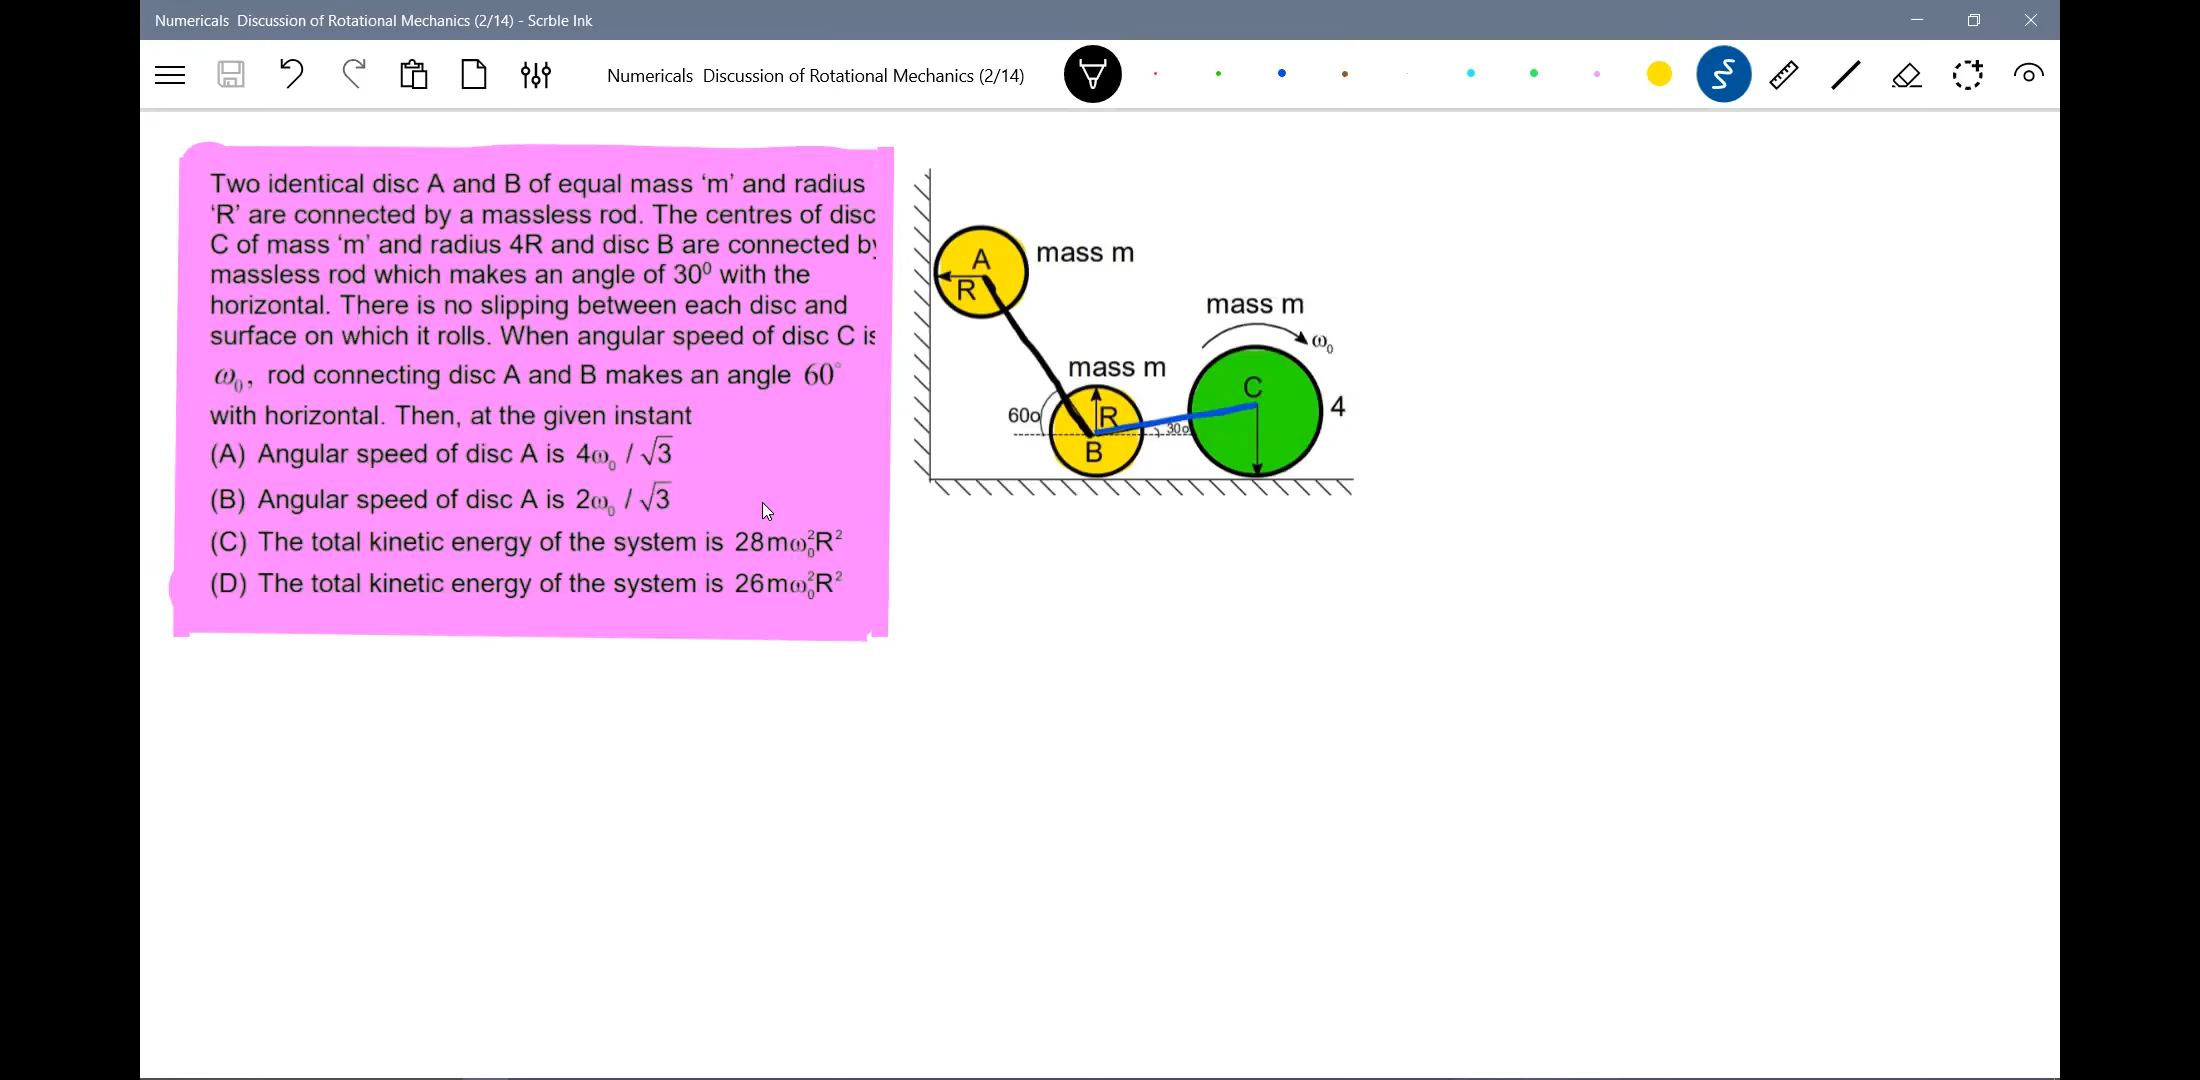 Numericals Discussion of Rotational Mechanics (2/14) - Scrble Ink
Numericals Discussion of Rotational Mechanics (2/14)
Two identical disc A and B of equal mass ‘m’ and radius
‘R’ are connected by a massless rod. The centres of disc
C of mass ‘m’ and radius 4R and disc B are connected by
massless rod which makes an angle of 30⁰ with the
horizontal. There is no slipping between each disc and
surface on which it rolls. When angular speed of disc C is
ω₀, rod connecting disc A and B makes an angle 60°
with horizontal. Then, at the given instant
(A) Angular speed of disc A is 4ω₀ / √3
(B) Angular speed of disc A is 2ω₀ / √3
(C) The total kinetic energy of the system is 28mω₀²R²
(D) The total kinetic energy of the system is 26mω₀²R²
A
R
mass m
mass m
ω₀
mass m
C
4
60o
R
30o
B